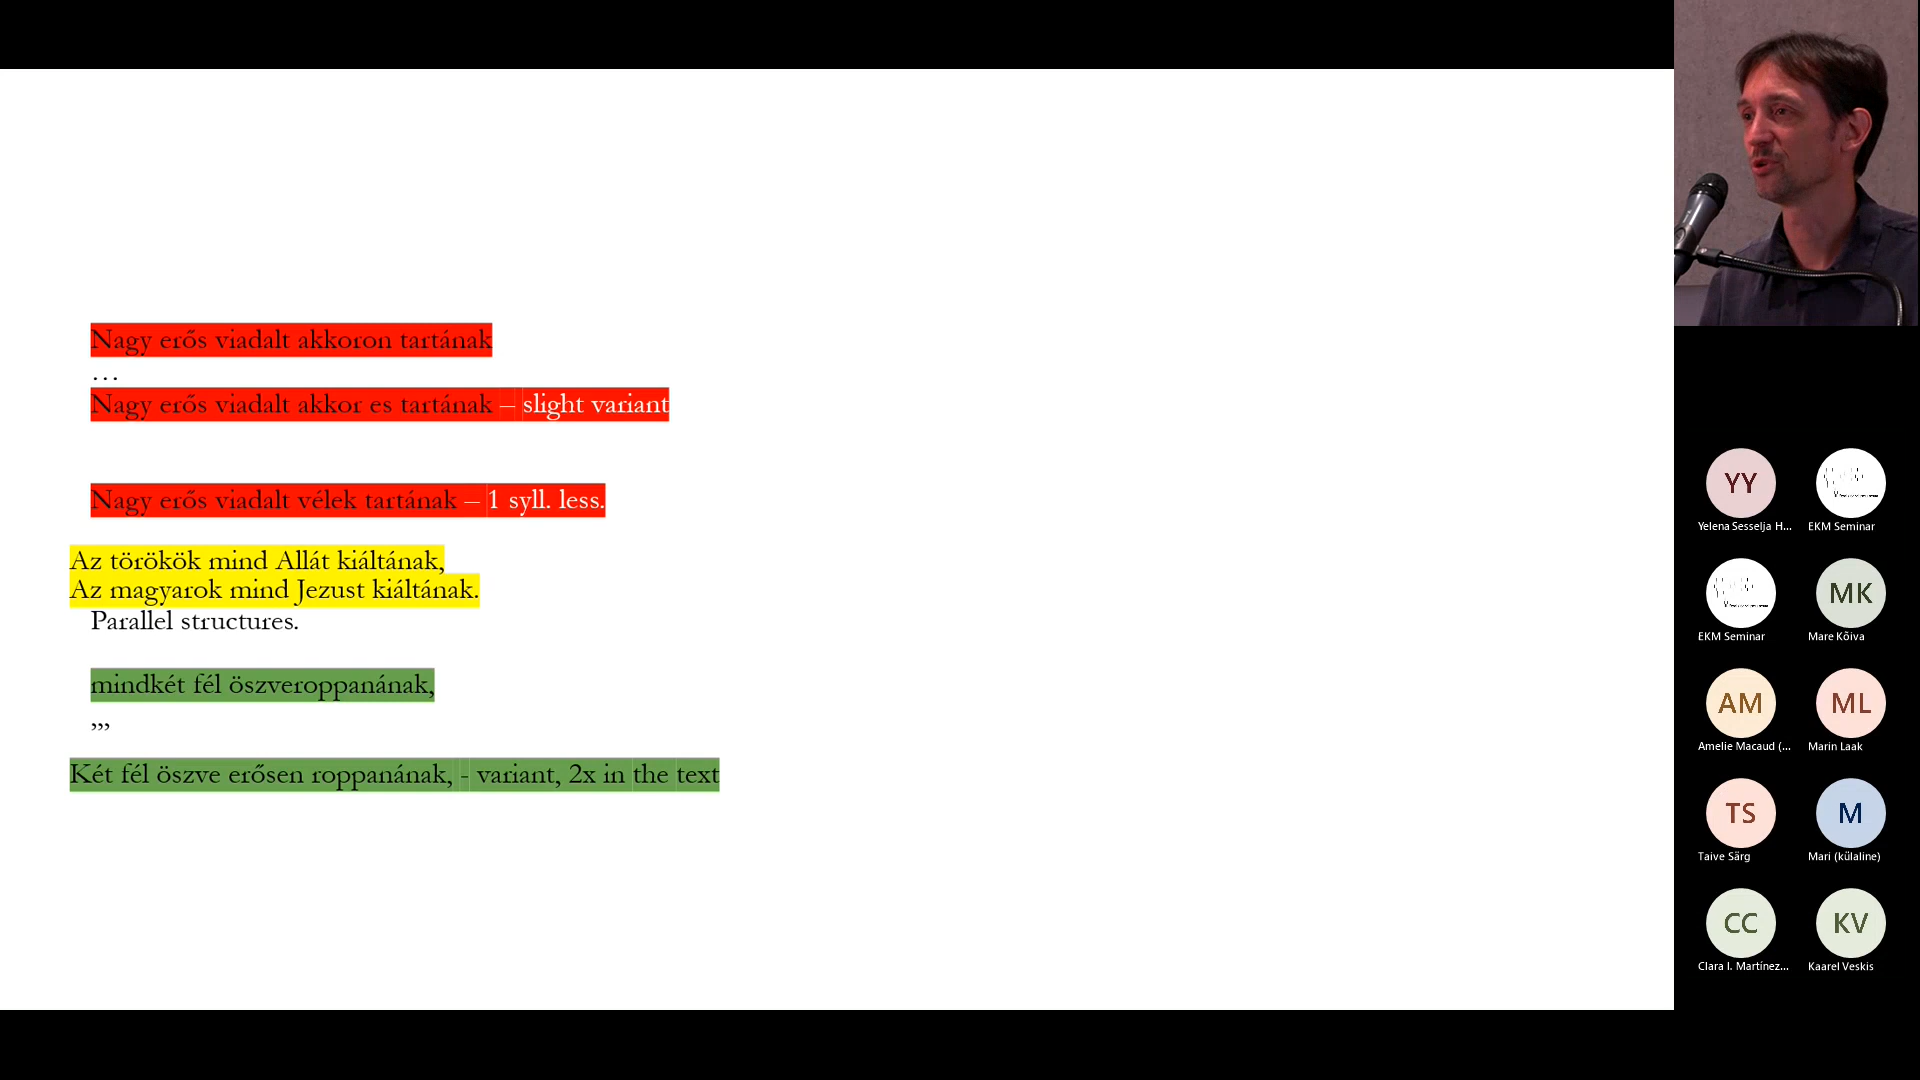 Nagy erős viadalt akkoron tartának
…
Nagy erős viadalt akkor es tartának – slight variant
Nagy erős viadalt vélek tartának – 1 syll. less.
Az törökök mind Allát kiáltának,
Az magyarok mind Jezust kiáltának.
Parallel structures.
mindkét fél öszveroppanának,
,,,
Két fél öszve erősen roppanának, - variant, 2x in the text
YY
Yelena Sesselja H...
EKM Seminar
EKM Seminar
MK
Mare Kõiva
AM
Amelie Macaud (...
ML
Marin Laak
TS
Taive Särg
M
Mari (külaline)
CC
Clara I. Martínez...
KV
Kaarel Veskis